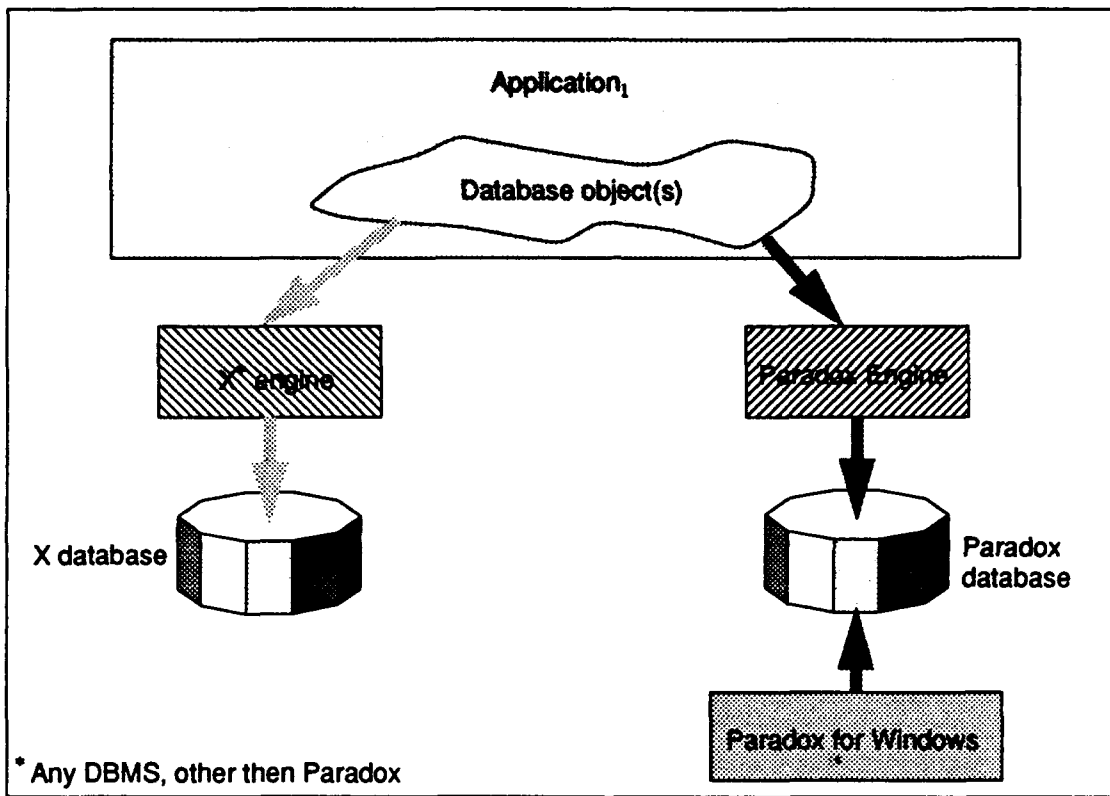 Application₁
Database object(s)
X* engine
Paradox Engine
X database
Paradox
database
Paradox for Windows
* Any DBMS, other then Paradox